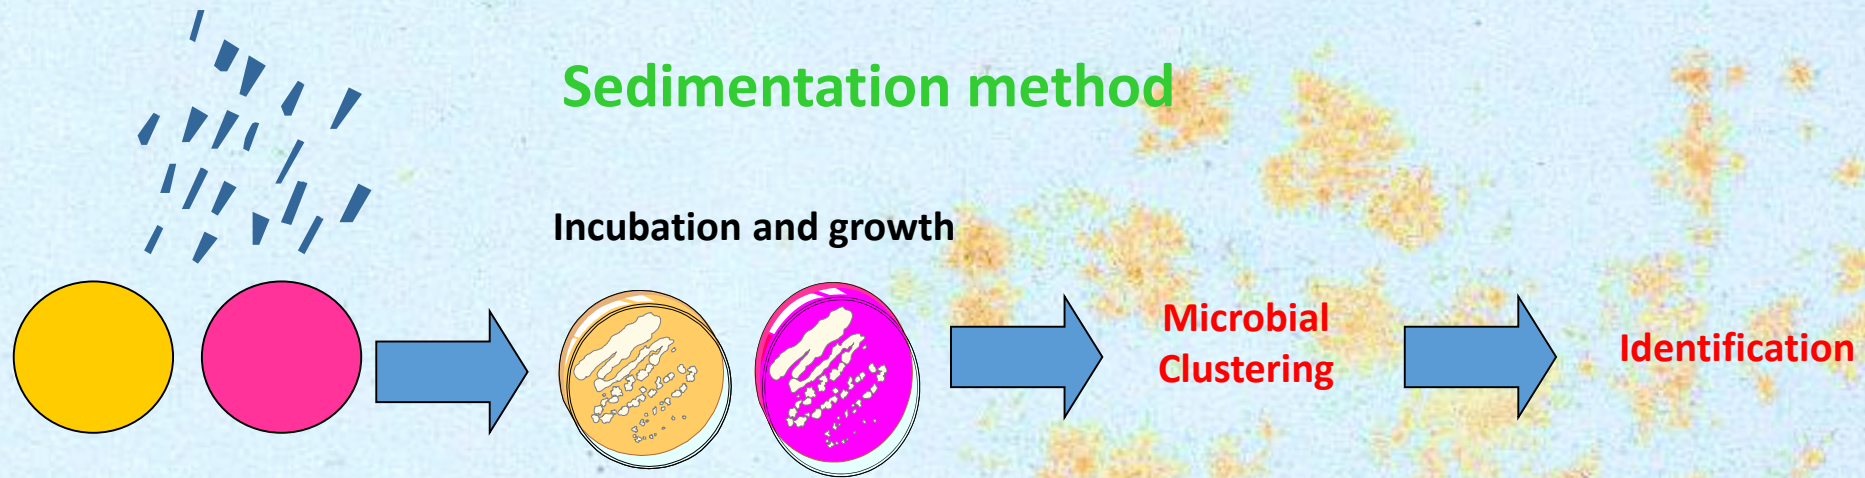 Sedimentation method
Incubation and growth
Microbial
Clustering
Identification